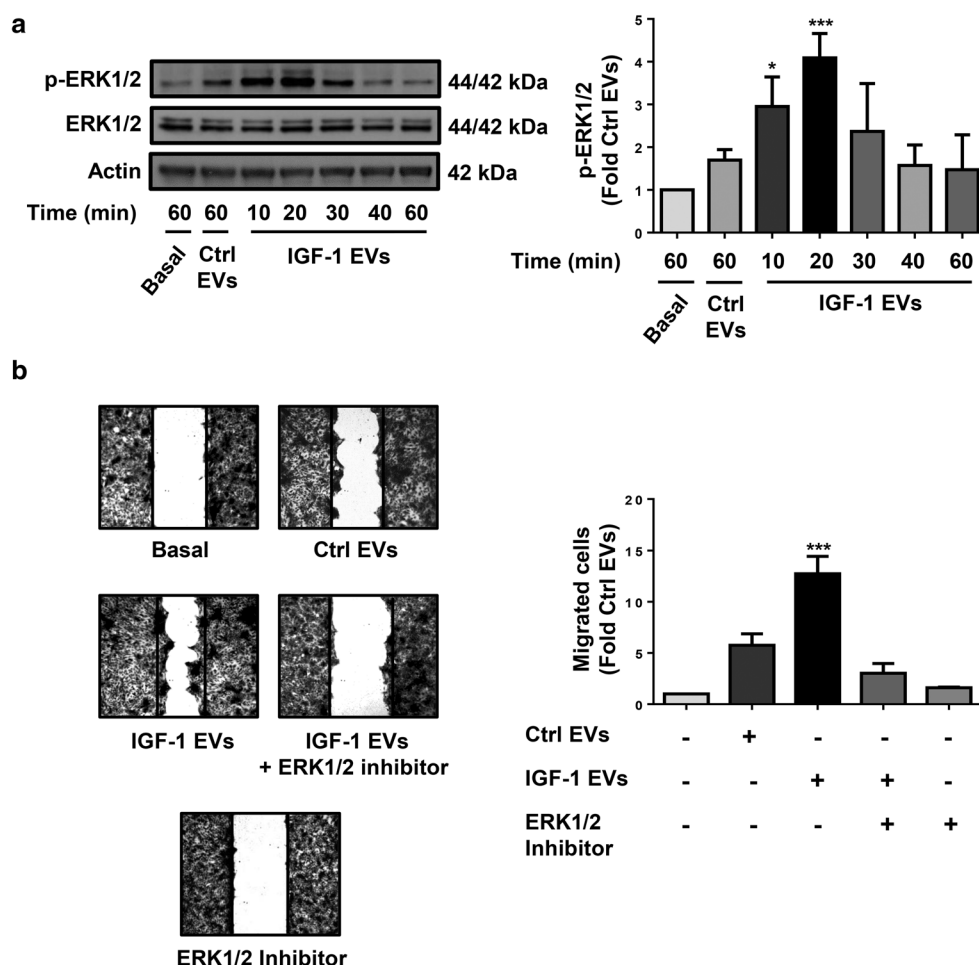 a
p-ERK1/2
44/42 kDa
ERK1/2
44/42 kDa
Actin
42 kDa
Time (min) 60 60 10 20 30 40 60
Basal
Ctrl
EVs
IGF-1 EVs
p-ERK1/2
(Fold Ctrl EVs)
5
4
3
2
1
0
*
***
Time (min) 60 60 10 20 30 40 60
Basal
Ctrl
EVs
IGF-1 EVs
b
Basal
Ctrl EVs
IGF-1 EVs
IGF-1 EVs
+ ERK1/2 inhibitor
ERK1/2 Inhibitor
Migrated cells
(Fold Ctrl EVs)
20
15
10
5
0
***
Ctrl EVs - + - - -
IGF-1 EVs - - + + -
ERK1/2
Inhibitor - - - + +